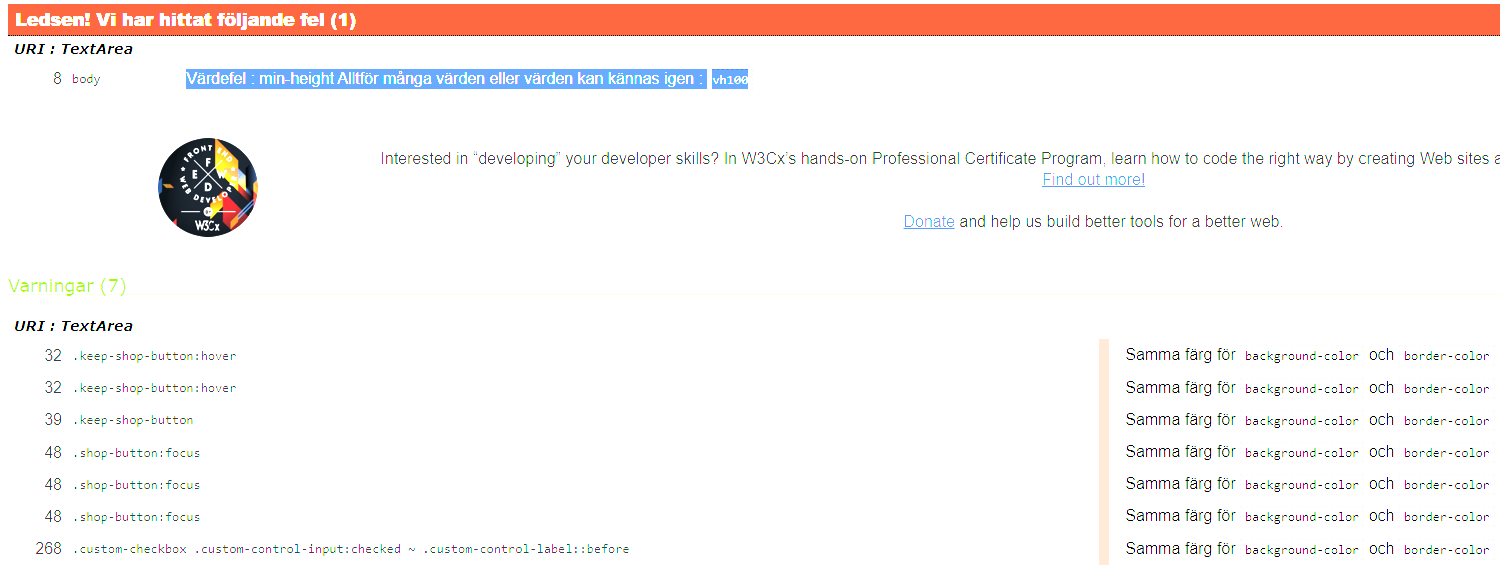 Ledsen! Vi har hittat följande fel (1)
URI : TextArea
8 body Värdefel : min-height Alltför många värden eller värden kan kännas igen : vh100
FRONT END
F E W D
WEB DEVELOP
W3Cx
Interested in “developing” your developer skills? In W3Cx’s hands-on Professional Certificate Program, learn how to code the right way by creating Web sites a
Find out more!
Donate and help us build better tools for a better web.
Varningar (7)
URI : TextArea
32 .keep-shop-button:hover Samma färg för background-color och border-color
32 .keep-shop-button:hover Samma färg för background-color och border-color
39 .keep-shop-button Samma färg för background-color och border-color
48 .shop-button:focus Samma färg för background-color och border-color
48 .shop-button:focus Samma färg för background-color och border-color
48 .shop-button:focus Samma färg för background-color och border-color
268 .custom-checkbox .custom-control-input:checked ~ .custom-control-label::before Samma färg för background-color och border-color